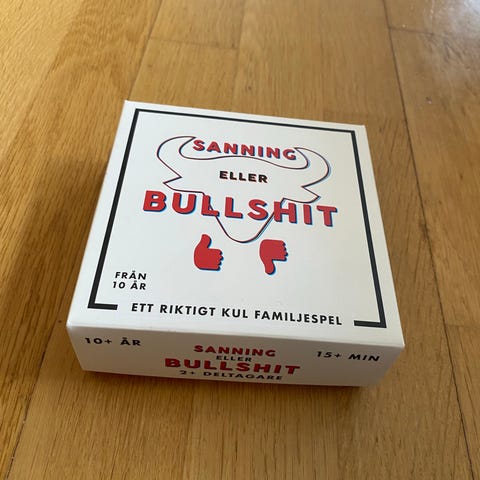 SANNING
ELLER
BULLSHIT
FRÅN
10 ÅR
ETT RIKTIGT KUL FAMILJESPEL
10+ ÅR
SANNING
ELLER
BULLSHIT
2+ DELTAGARE
15+ MIN